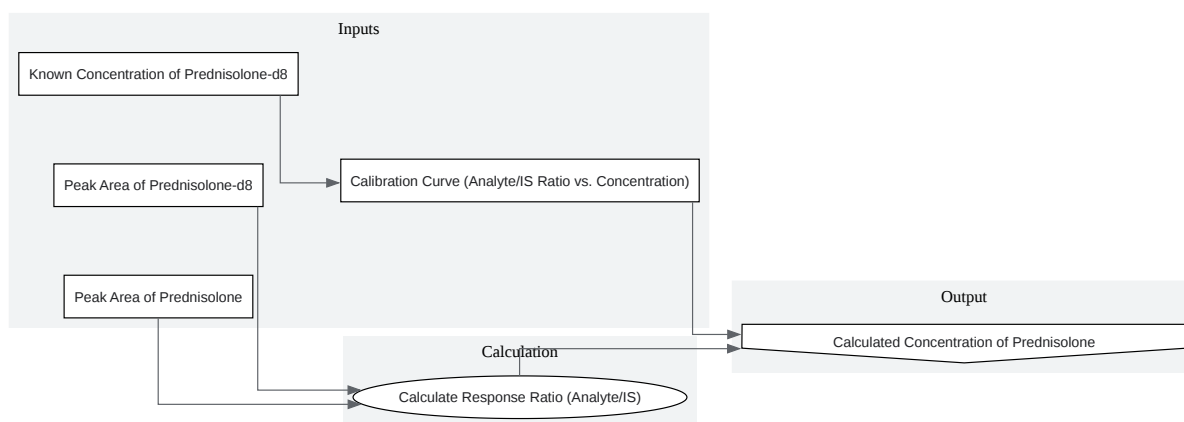 Inputs
Known Concentration of Prednisolone-d8
Peak Area of Prednisolone-d8
Calibration Curve (Analyte/IS Ratio vs. Concentration)
Peak Area of Prednisolone
Output
Calculated Concentration of Prednisolone
Calculation
Calculate Response Ratio (Analyte/IS)